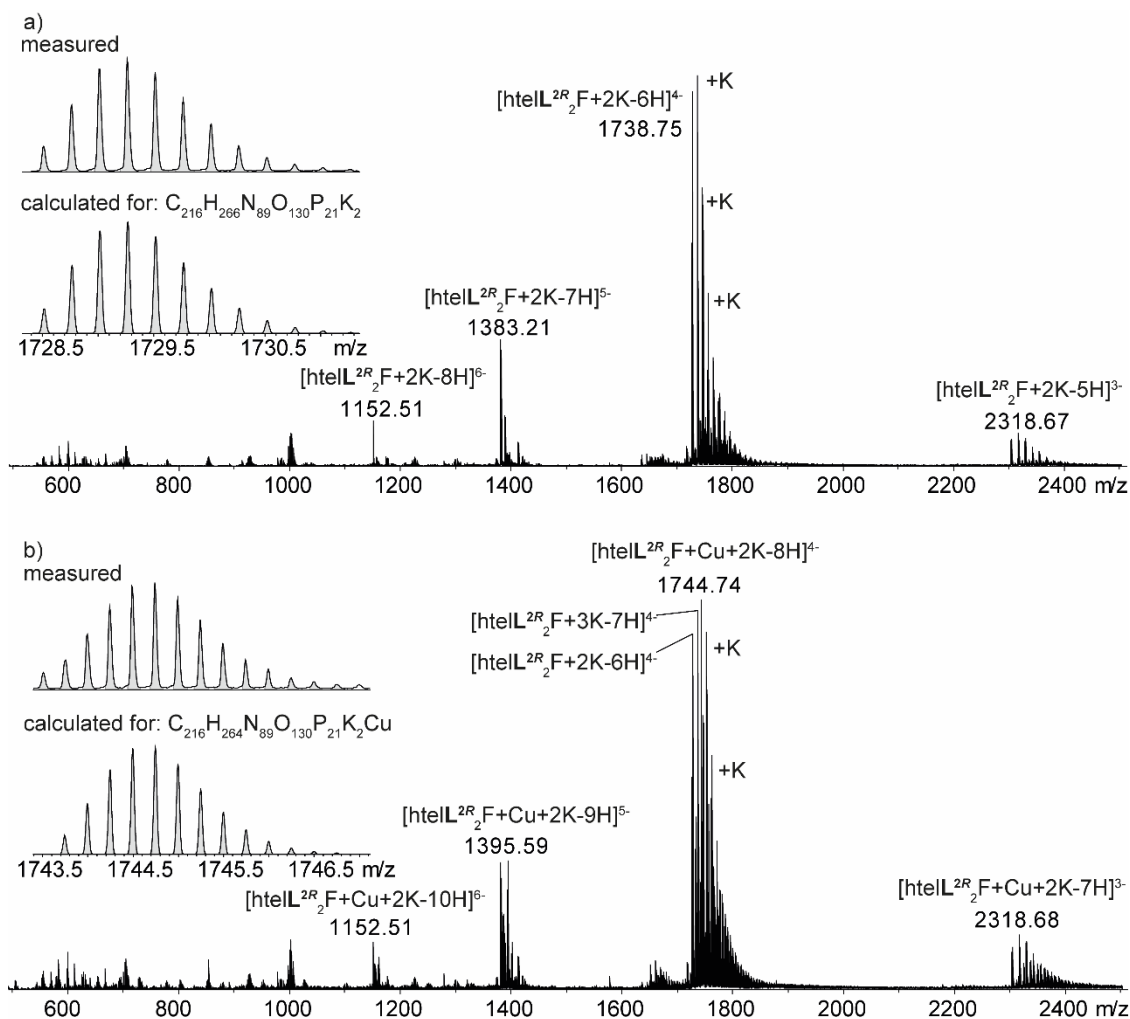 a)
measured
calculated for: C₂₁₆H₂₆₆N₈₉O₁₃₀P₂₁K₂
1728.5 1729.5 1730.5 m/z
[htelL²ᴿ₂F+2K-8H]⁶⁻
1152.51
[htelL²ᴿ₂F+2K-7H]⁵⁻
1383.21
[htelL²ᴿ₂F+2K-6H]⁴⁻
1738.75
+K
+K
+K
[htelL²ᴿ₂F+2K-5H]³⁻
2318.67
600 800 1000 1200 1400 1600 1800 2000 2200 2400 m/z
b)
measured
calculated for: C₂₁₆H₂₆₄N₈₉O₁₃₀P₂₁K₂Cu
1743.5 1744.5 1745.5 1746.5 m/z
[htelL²ᴿ₂F+Cu+2K-10H]⁶⁻
1152.51
[htelL²ᴿ₂F+Cu+2K-9H]⁵⁻
1395.59
[htelL²ᴿ₂F+Cu+2K-8H]⁴⁻
1744.74
[htelL²ᴿ₂F+3K-7H]⁴⁻
[htelL²ᴿ₂F+2K-6H]⁴⁻
+K
+K
[htelL²ᴿ₂F+Cu+2K-7H]³⁻
2318.68
600 800 1000 1200 1400 1600 1800 2000 2200 2400 m/z